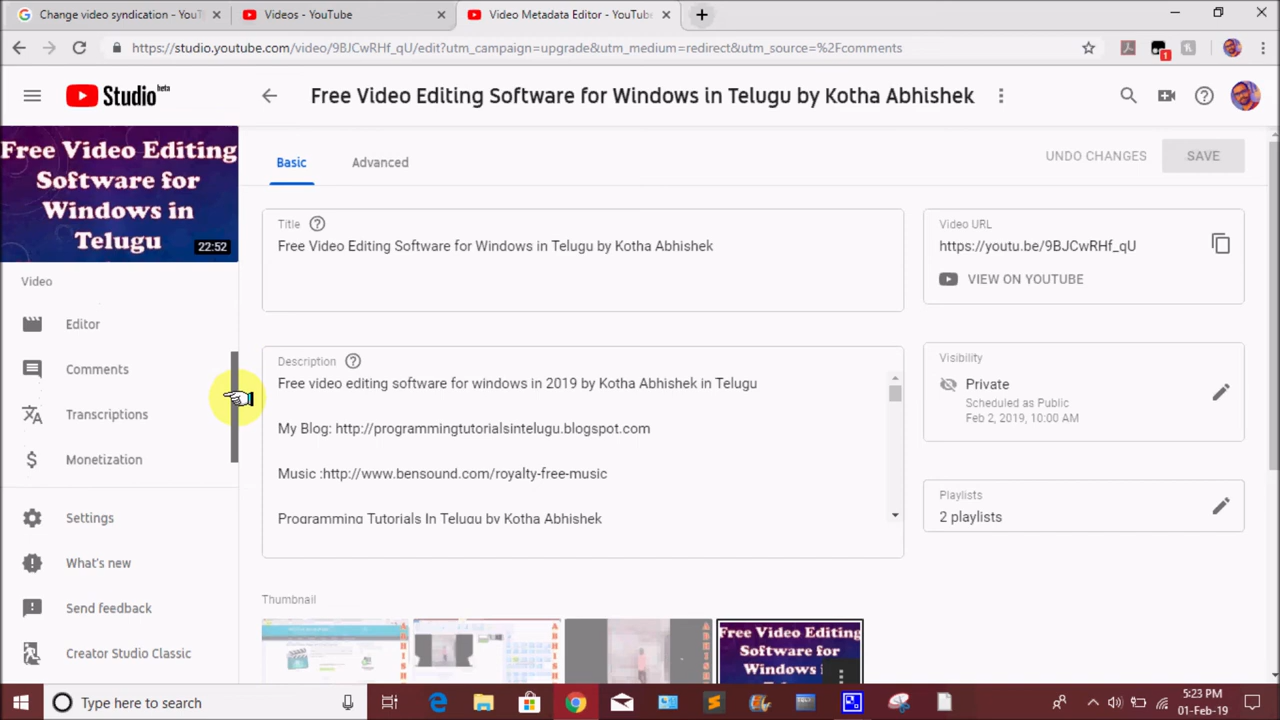 Change video syndication - YouT
Videos - YouTube
Video Metadata Editor - YouTube
https://studio.youtube.com/video/9BJCwRHf_qU/edit?utm_campaign=upgrade&utm_medium=redirect&utm_source=%2Fcomments
1
Studio beta
Free Video Editing Software for Windows in Telugu by Kotha Abhishek
Free Video Editing
Software for
Windows in
Telugu
22:52
Basic
Advanced
UNDO CHANGES
SAVE
Title
Free Video Editing Software for Windows in Telugu by Kotha Abhishek
Video URL
https://youtu.be/9BJCwRHf_qU
VIEW ON YOUTUBE
Video
Editor
Comments
Transcriptions
Monetization
Settings
What's new
Send feedback
Creator Studio Classic
Description
Free video editing software for windows in 2019 by Kotha Abhishek in Telugu
My Blog: http://programmingtutorialsintelugu.blogspot.com
Music :http://www.bensound.com/royalty-free-music
Programming Tutorials In Telugu by Kotha Abhishek
Visibility
Private
Scheduled as Public
Feb 2, 2019, 10:00 AM
Playlists
2 playlists
Thumbnail
Free Video Editing
Software for
Windows i
Type here to search
5:23 PM
01-Feb-19